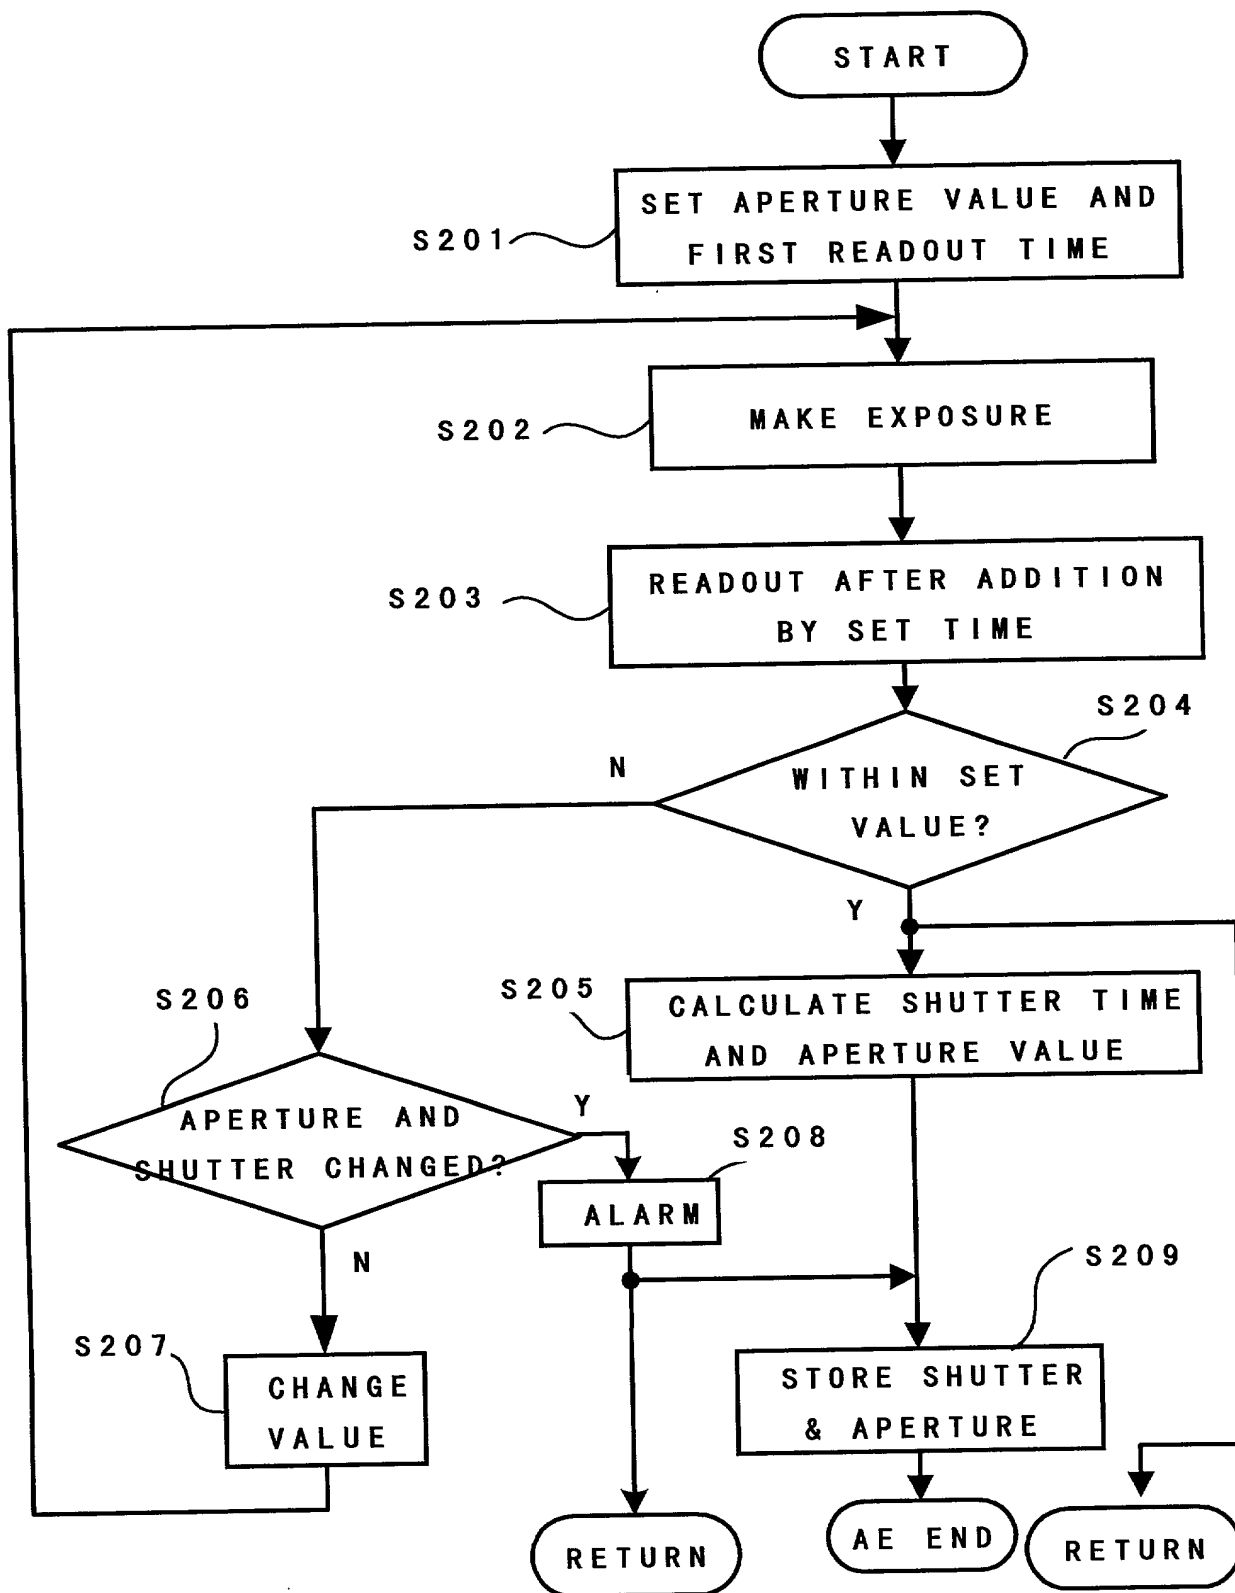 START
SET APERTURE VALUE AND
FIRST READOUT TIME
S201
MAKE EXPOSURE
S202
READOUT AFTER ADDITION
BY SET TIME
S203
S204
WITHIN SET
VALUE?
N
Y
S205
CALCULATE SHUTTER TIME
AND APERTURE VALUE
S206
APERTURE AND
SHUTTER CHANGED?
Y
N
S208
ALARM
S207
CHANGE
VALUE
S209
STORE SHUTTER
& APERTURE
RETURN
AE END
RETURN